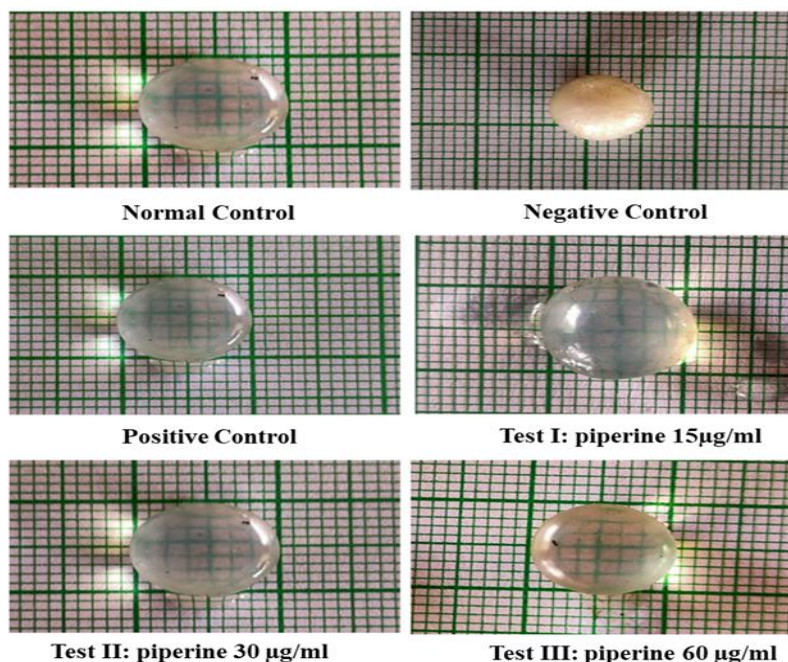 Normal Control
Negative Control
Positive Control
Test I: piperine 15µg/ml
Test II: piperine 30 µg/ml
Test III: piperine 60 µg/ml